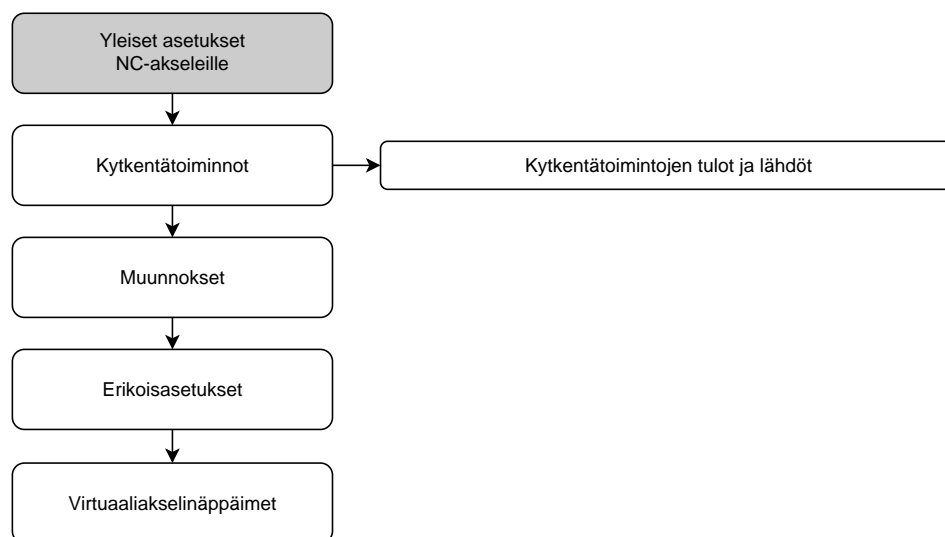 Yleiset asetukset
NC-akseleille
Kytkentätoiminnot
Kytkentätoimintojen tulot ja lähdöt
Muunnokset
Erikoisasetukset
Virtuaaliakselinäppäimet